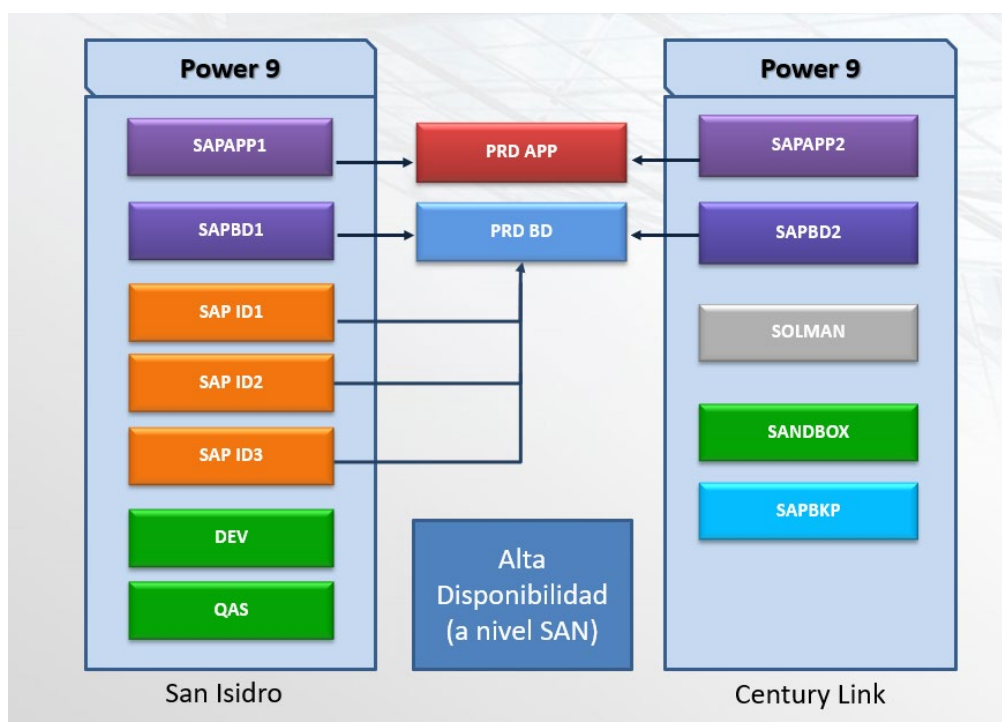 Power 9
SAPAPP1
SAPBD1
SAP ID1
SAP ID2
SAP ID3
DEV
QAS
San Isidro
PRD APP
PRD BD
Alta
Disponibilidad
(a nivel SAN)
Power 9
SAPAPP2
SAPBD2
SOLMAN
SANDBOX
SAPBKP
Century Link